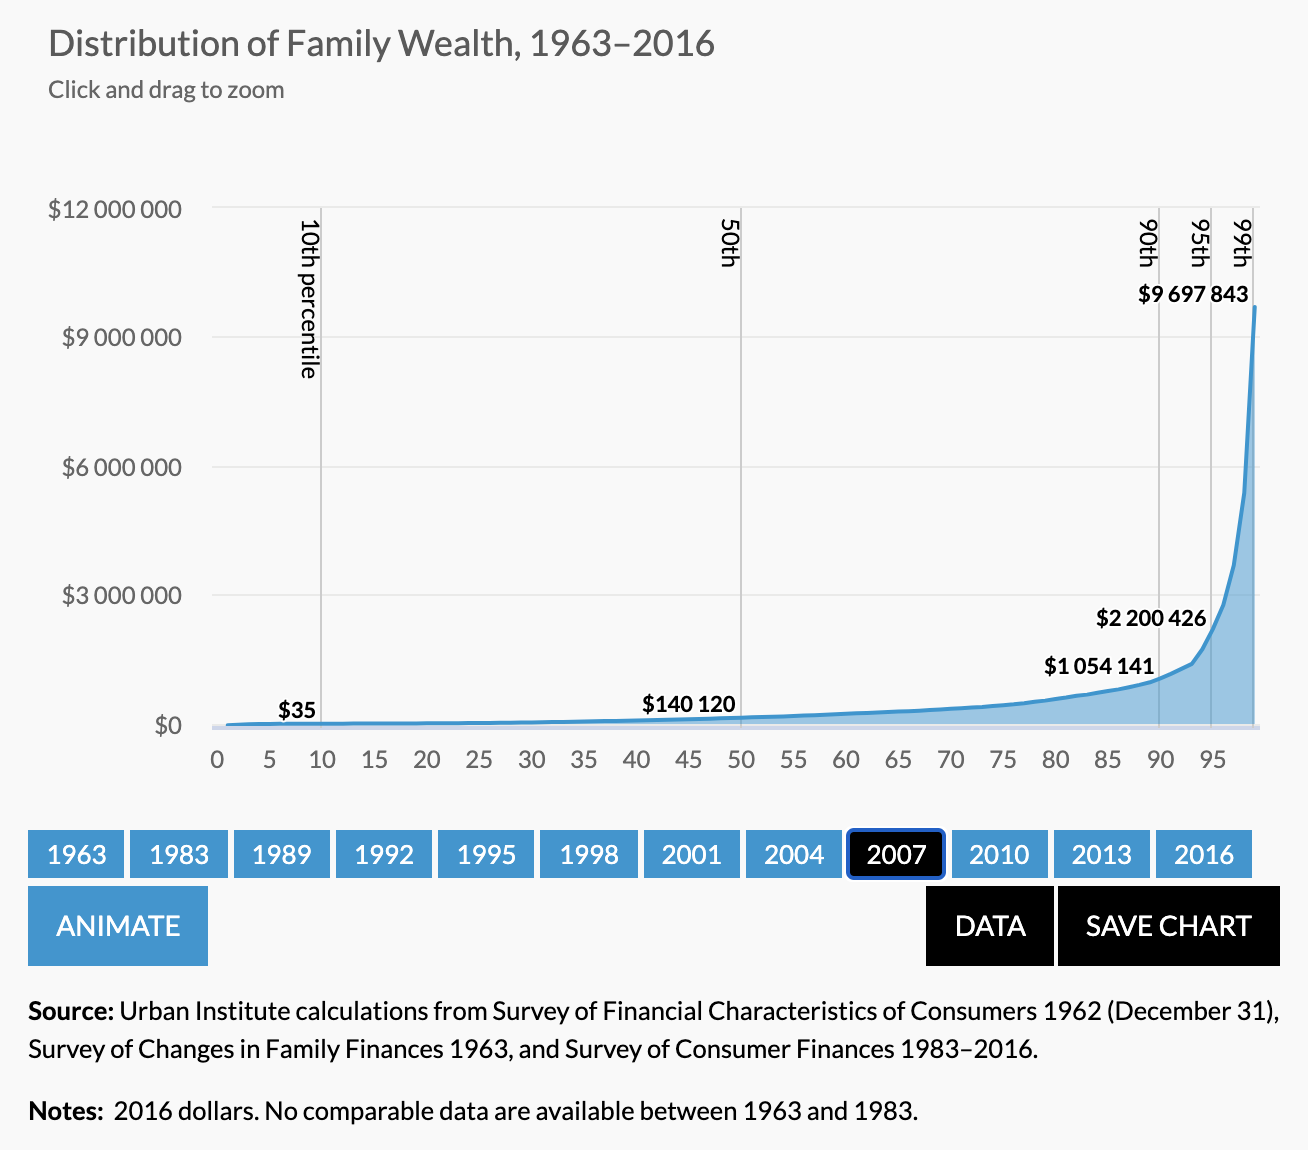 Distribution of Family Wealth, 1963–2016
Click and drag to zoom
$12 000 000
$9 000 000
$6 000 000
$3 000 000
$0
10th percentile
50th
90th
95th
99th
$35
$140 120
$1 054 141
$2 200 426
$9 697 843
0 5 10 15 20 25 30 35 40 45 50 55 60 65 70 75 80 85 90 95
1963 1983 1989 1992 1995 1998 2001 2004 2007 2010 2013 2016
ANIMATE DATA SAVE CHART
Source: Urban Institute calculations from Survey of Financial Characteristics of Consumers 1962 (December 31),
Survey of Changes in Family Finances 1963, and Survey of Consumer Finances 1983–2016.
Notes: 2016 dollars. No comparable data are available between 1963 and 1983.